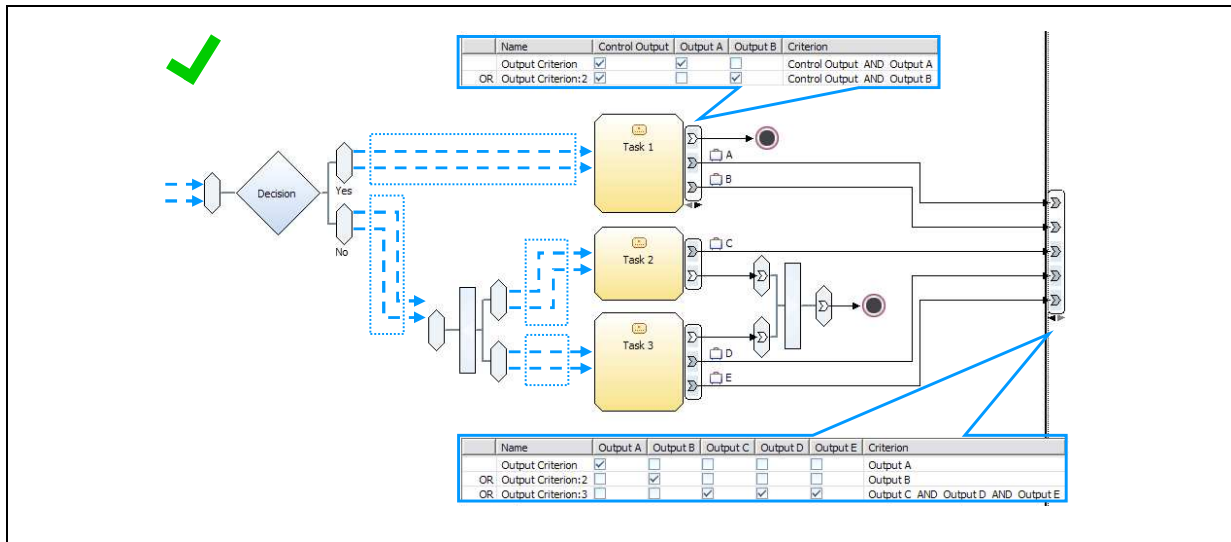 Name Control Output Output A Output B Criterion
Output Criterion Control Output AND Output A
OR Output Criterion:2 Control Output AND Output B
Task 1
A
B
Decision
Yes
No
Task 2
C
Task 3
D
E
Name Output A Output B Output C Output D Output E Criterion
Output Criterion Output A
OR Output Criterion:2 Output B
OR Output Criterion:3 Output C AND Output D AND Output E